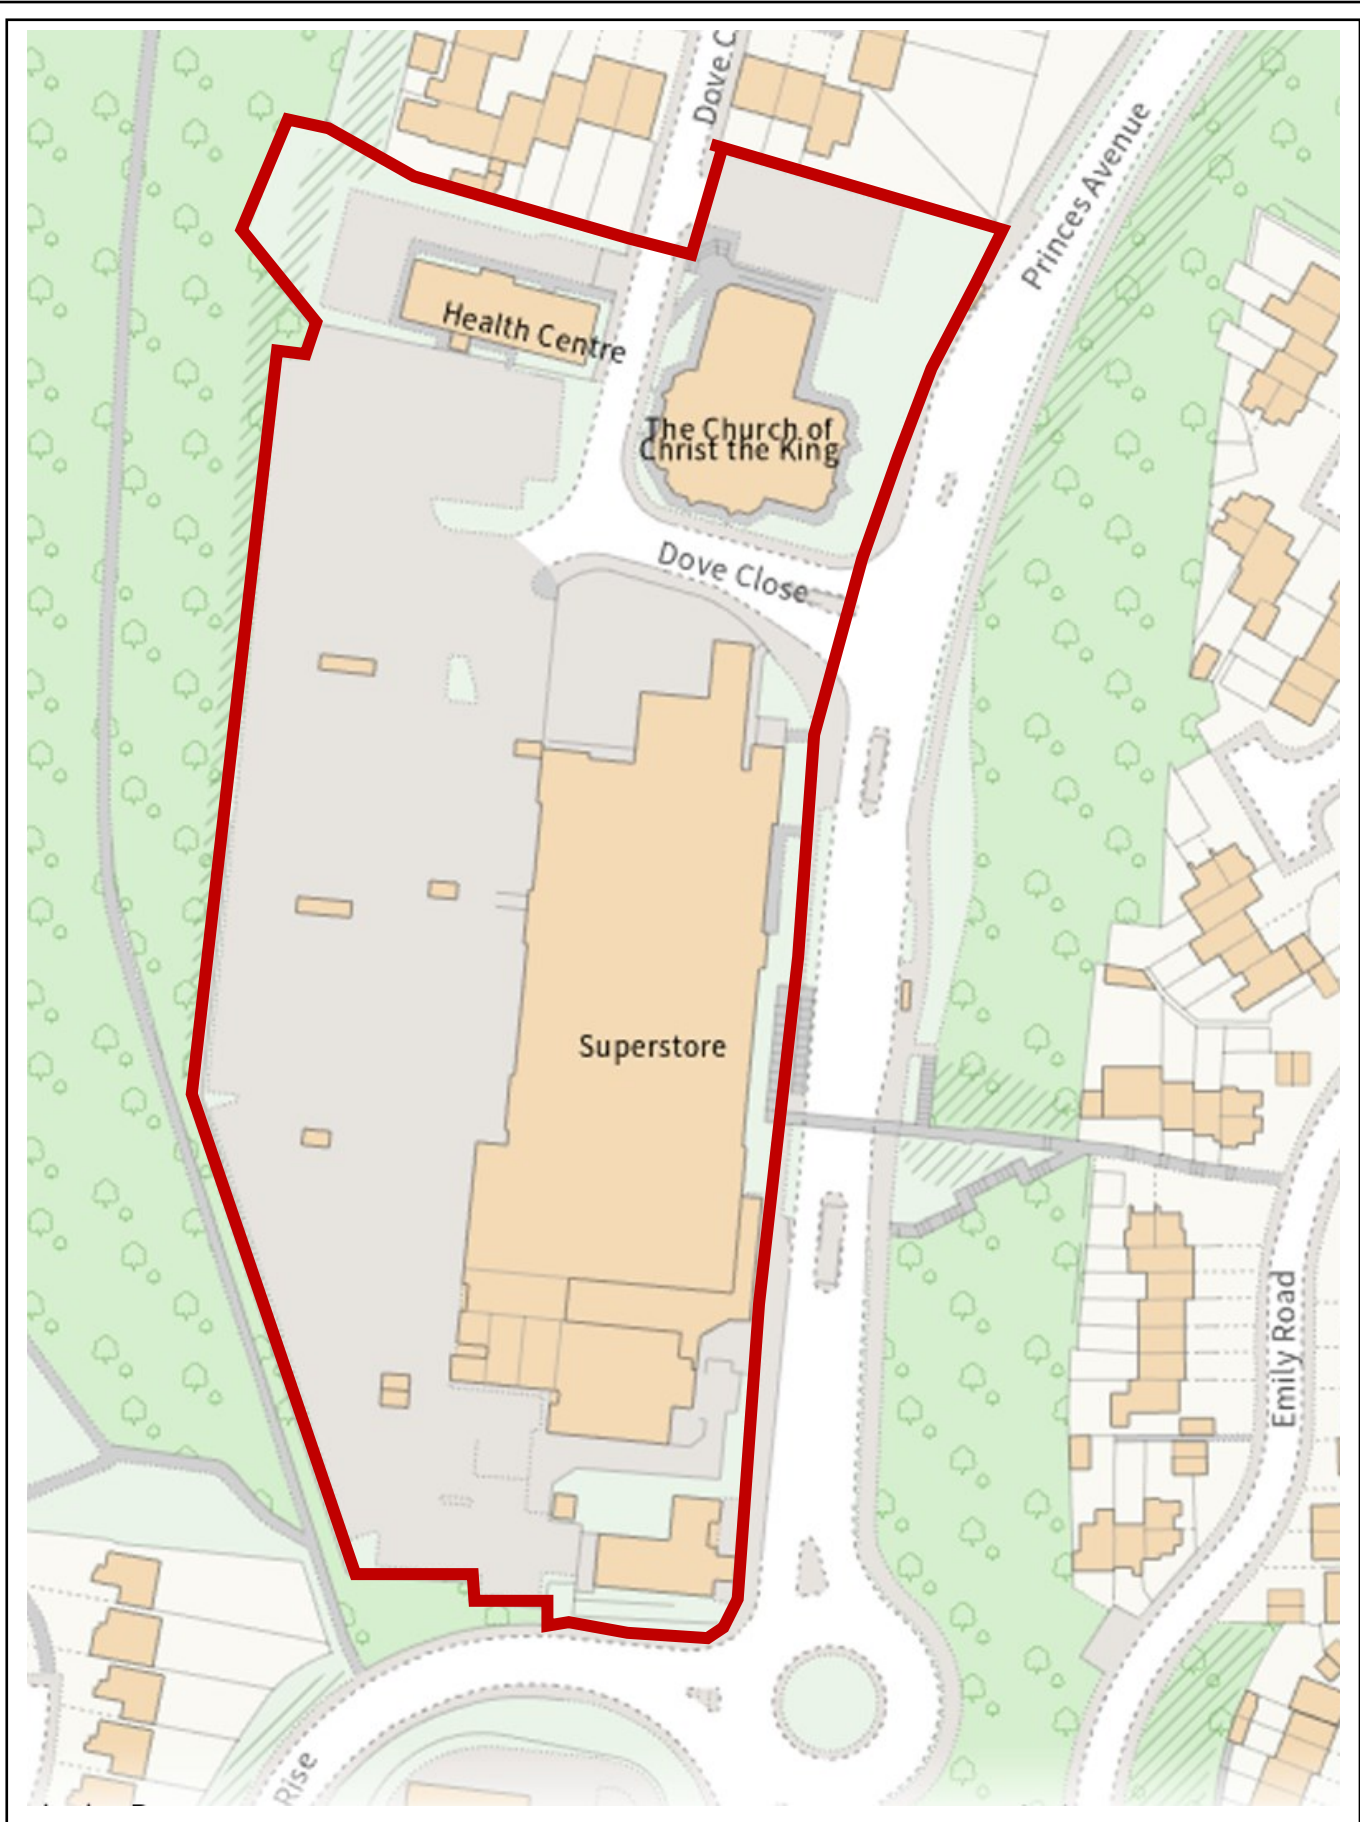 Dove C
Princes Avenue
Health Centre
The Church of
Christ the King
Dove Close
Superstore
Emily Road
Rise